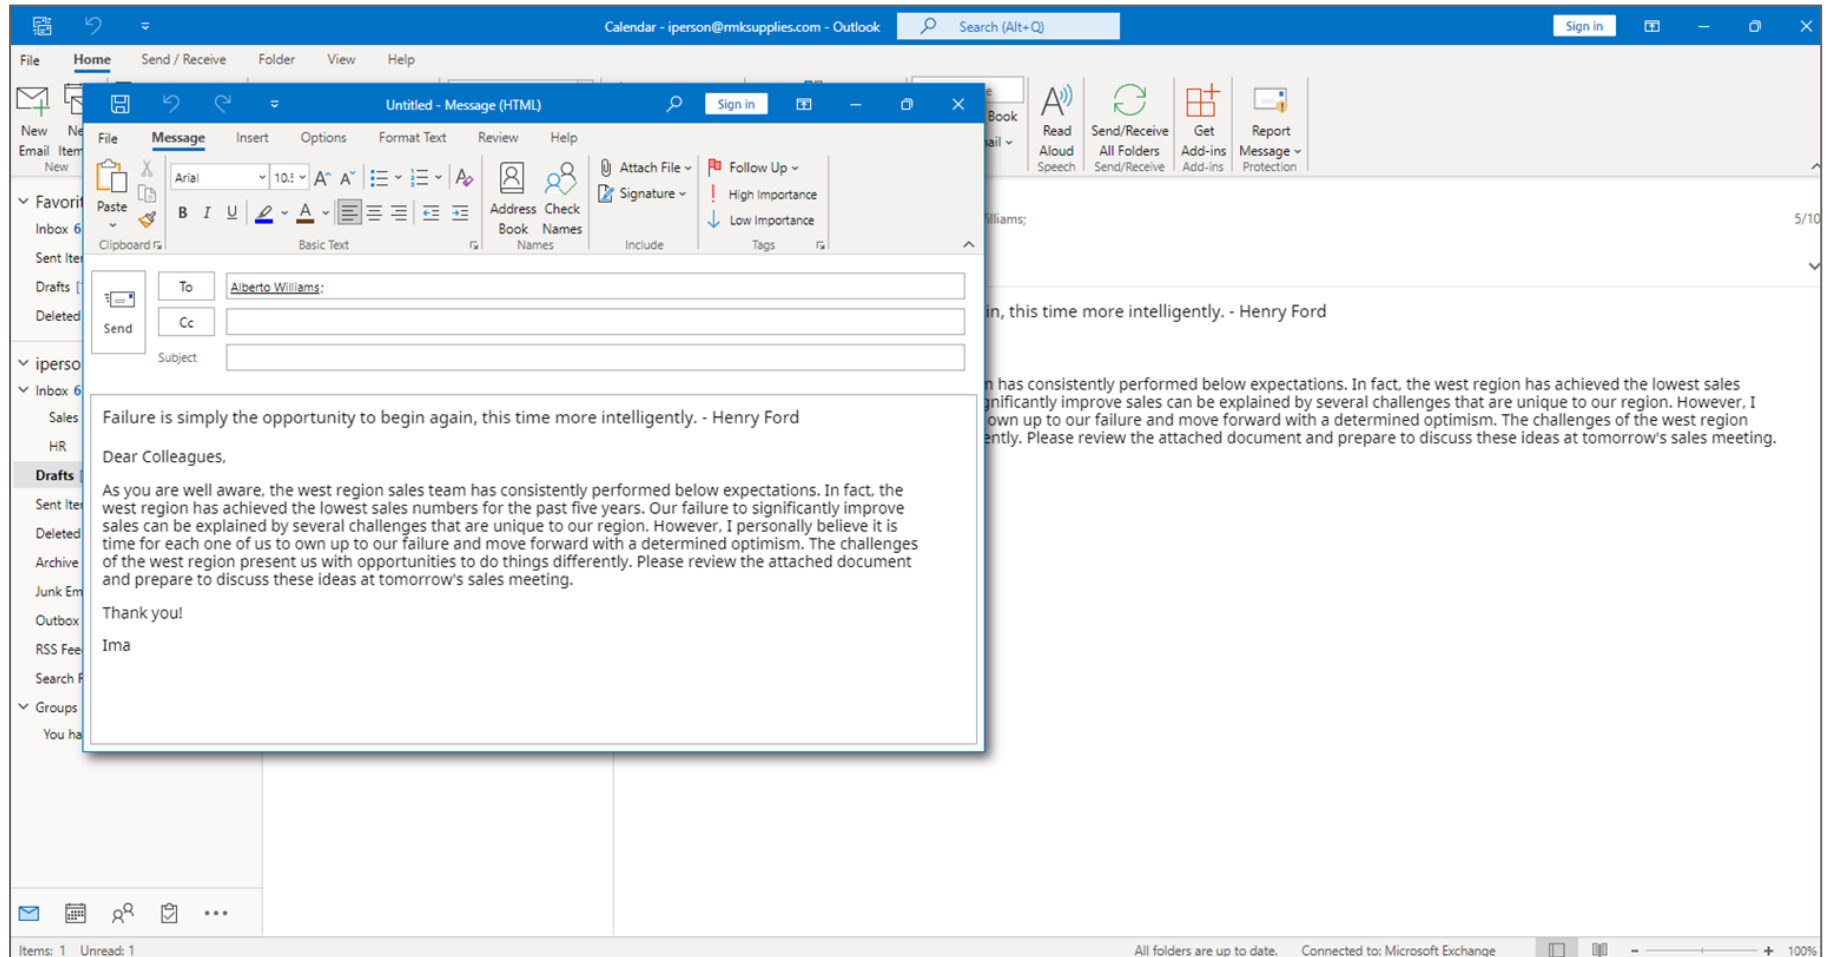 Calendar - iperson@rmksupplies.com - Outlook
Search (Alt+Q)
Sign in
File Home Send / Receive Folder View Help
New Email
New
Book
Read Aloud
Speech
Send/Receive All Folders
Send/Receive
Get Add-ins
Add-ins
Report Message
Protection
Untitled - Message (HTML)
Sign in
File Message Insert Options Format Text Review Help
Paste
Clipboard
Arial
B I U
Basic Text
Address Book
Check Names
Names
Attach File
Signature
Include
Follow Up
High Importance
Low Importance
Tags
Send
To
Alberto Williams;
Cc
Subject
Failure is simply the opportunity to begin again, this time more intelligently. - Henry Ford
Dear Colleagues,
As you are well aware, the west region sales team has consistently performed below expectations. In fact, the
west region has achieved the lowest sales numbers for the past five years. Our failure to significantly improve
sales can be explained by several challenges that are unique to our region. However, I personally believe it is
time for each one of us to own up to our failure and move forward with a determined optimism. The challenges
of the west region present us with opportunities to do things differently. Please review the attached document
and prepare to discuss these ideas at tomorrow's sales meeting.
Thank you!
Ima
Inbox 6
Drafts
Deleted
Inbox 6
Sales
HR
Drafts
Deleted
Archive
Outbox
Groups
5/10
this time more intelligently. - Henry Ford
has consistently performed below expectations. In fact, the west region has achieved the lowest sales
improve sales can be explained by several challenges that are unique to our region. However, I
own up to our failure and move forward with a determined optimism. The challenges of the west region
Please review the attached document and prepare to discuss these ideas at tomorrow's sales meeting.
Items: 1 Unread: 1
All folders are up to date. Connected to: Microsoft Exchange
100%